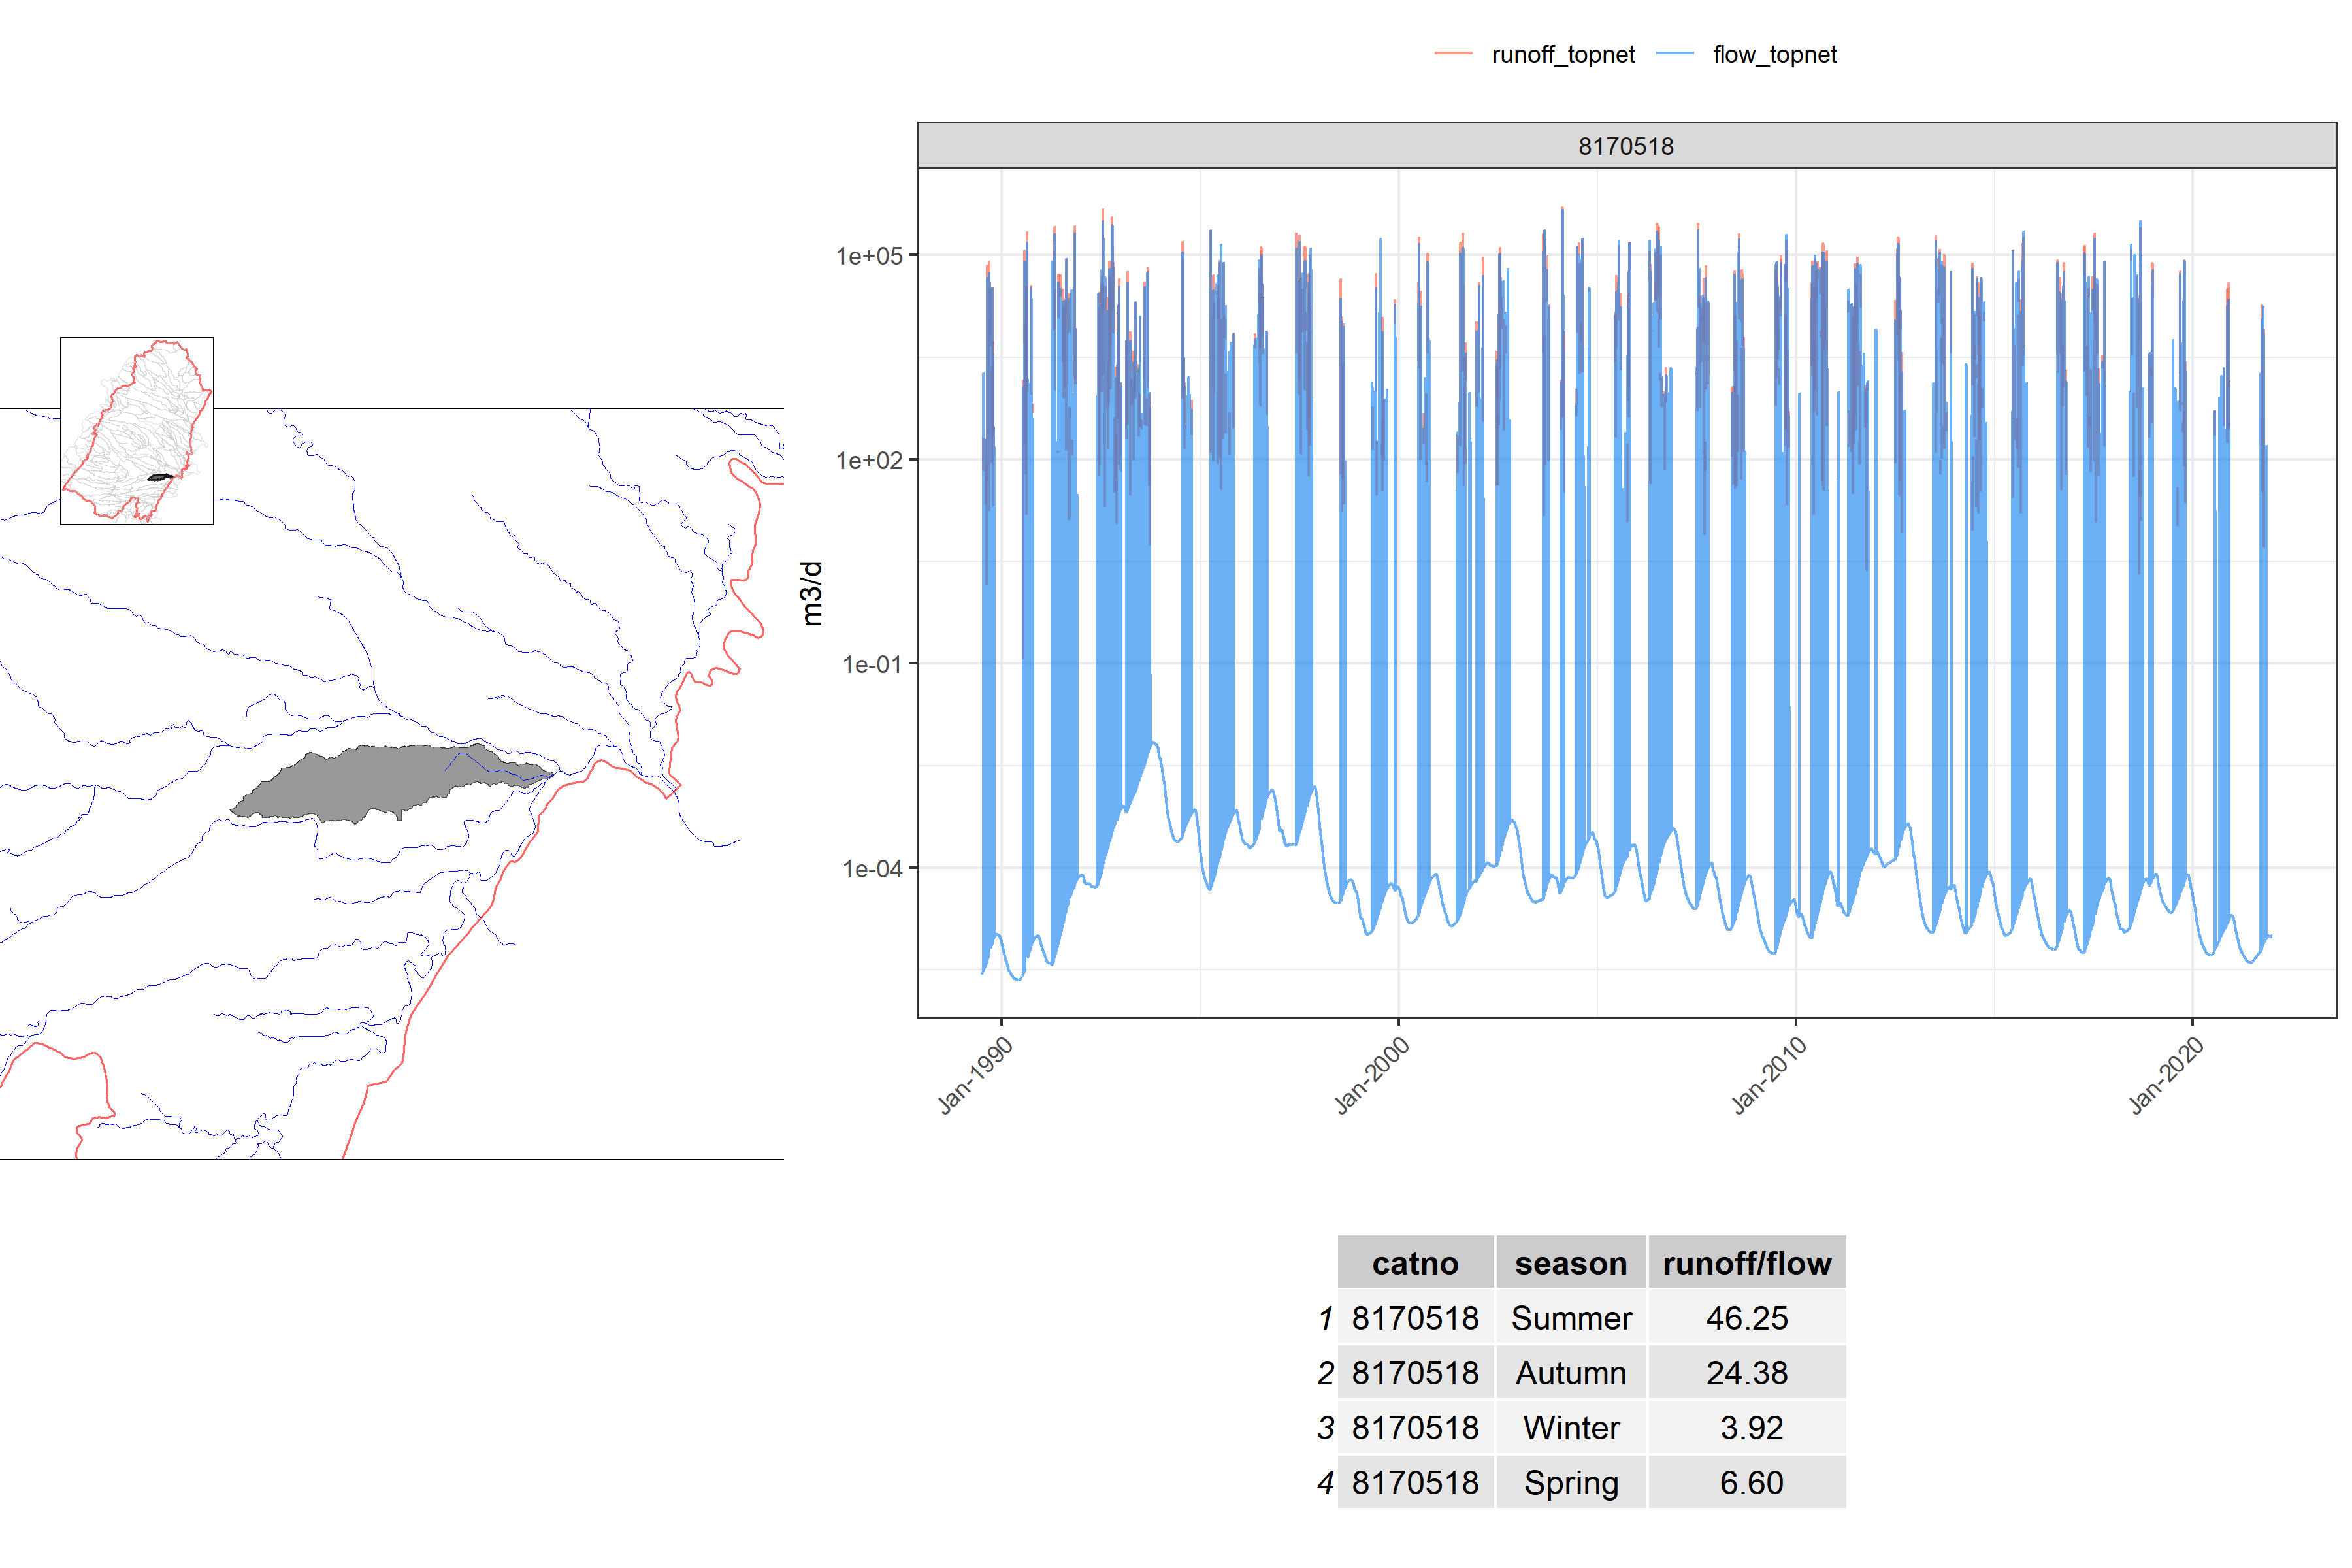 runoff_topnet flow_topnet
8170518
1e+05
1e+02
1e-01
1e-04
m3/d
Jan-1990 Jan-2000 Jan-2010 Jan-2020
catno season runoff/flow
1 8170518 Summer 46.25
2 8170518 Autumn 24.38
3 8170518 Winter 3.92
4 8170518 Spring 6.60